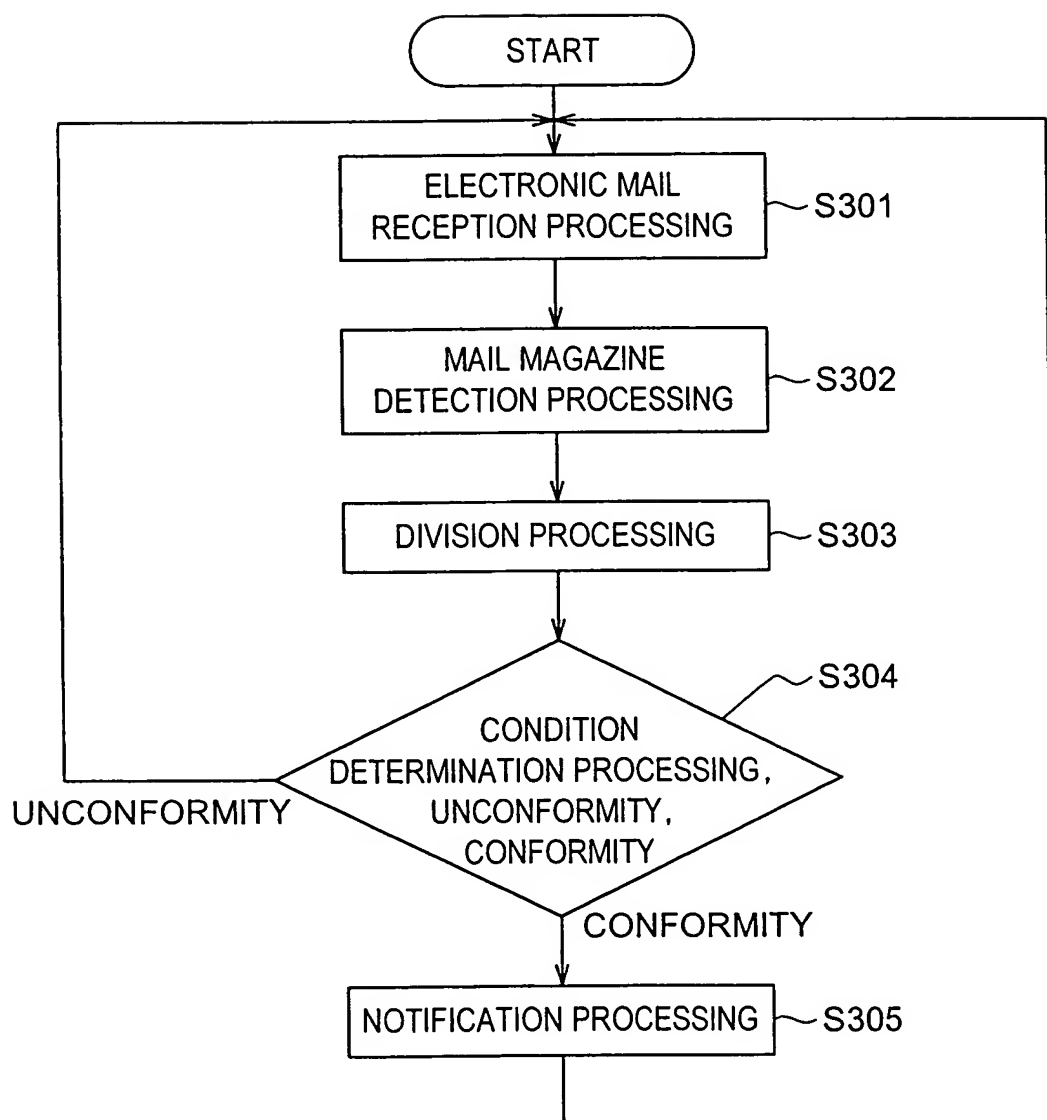 START
ELECTRONIC MAIL
RECEPTION PROCESSING
S301
MAIL MAGAZINE
DETECTION PROCESSING
S302
DIVISION PROCESSING
S303
S304
CONDITION
DETERMINATION PROCESSING,
UNCONFORMITY,
CONFORMITY
UNCONFORMITY
CONFORMITY
NOTIFICATION PROCESSING
S305